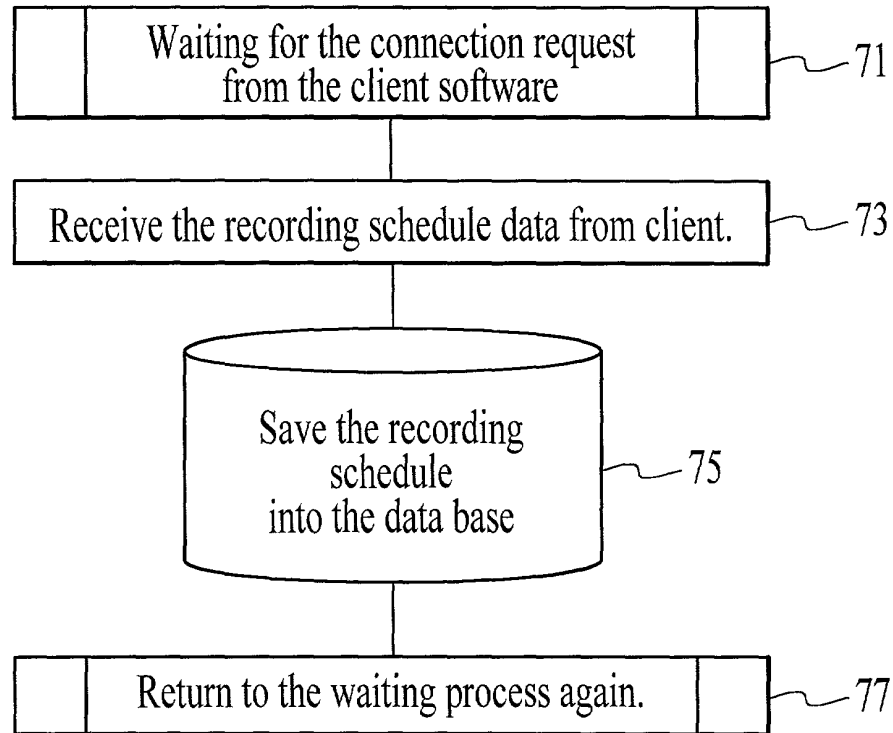 Waiting for the connection request
from the client software
71
Receive the recording schedule data from client.
73
Save the recording
schedule
into the data base
75
Return to the waiting process again.
77